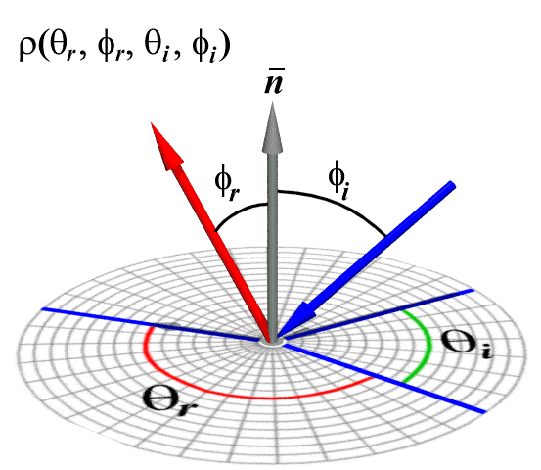 ρ(θr, ϕr, θi, ϕi)
n̄
ϕr
ϕi
Θi
Θr